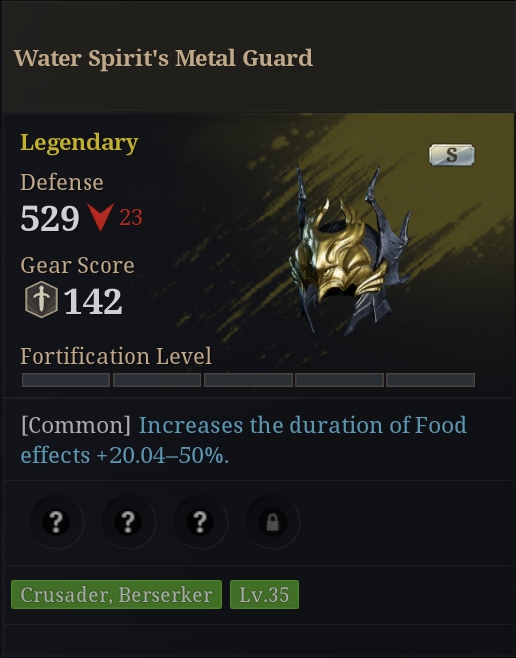 Water Spirit's Metal Guard
Legendary
S
Defense
529 23
Gear Score
142
Fortification Level
[Common] Increases the duration of Food
effects +20.04–50%.
? ? ?
Crusader, Berserker Lv.35